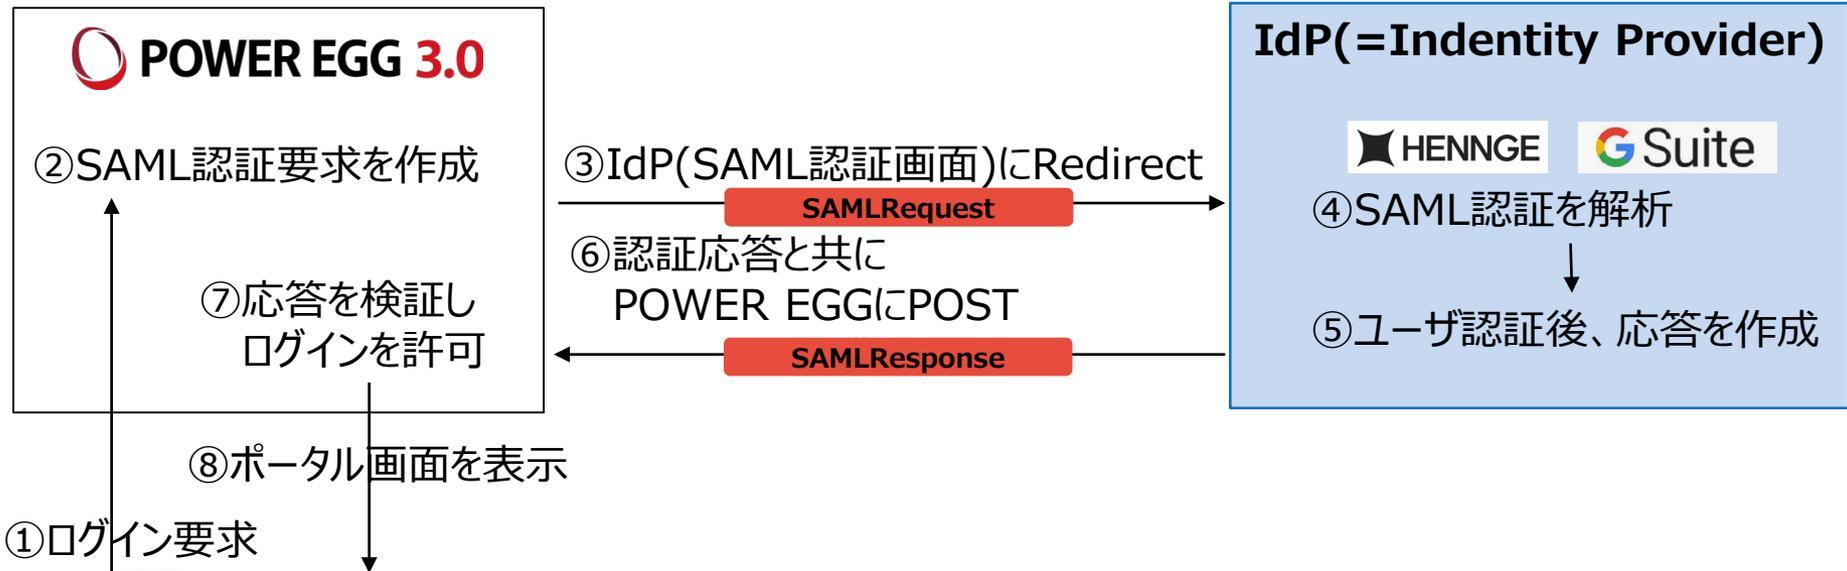 POWER EGG 3.0
②SAML認証要求を作成
⑦応答を検証し
ログインを許可
⑧ポータル画面を表示
①ログイン要求
③IdP(SAML認証画面)にRedirect
SAMLRequest
⑥認証応答と共に
POWER EGGにPOST
SAMLResponse
IdP(=Indentity Provider)
HENNGE
G Suite
④SAML認証を解析
⑤ユーザ認証後、応答を作成